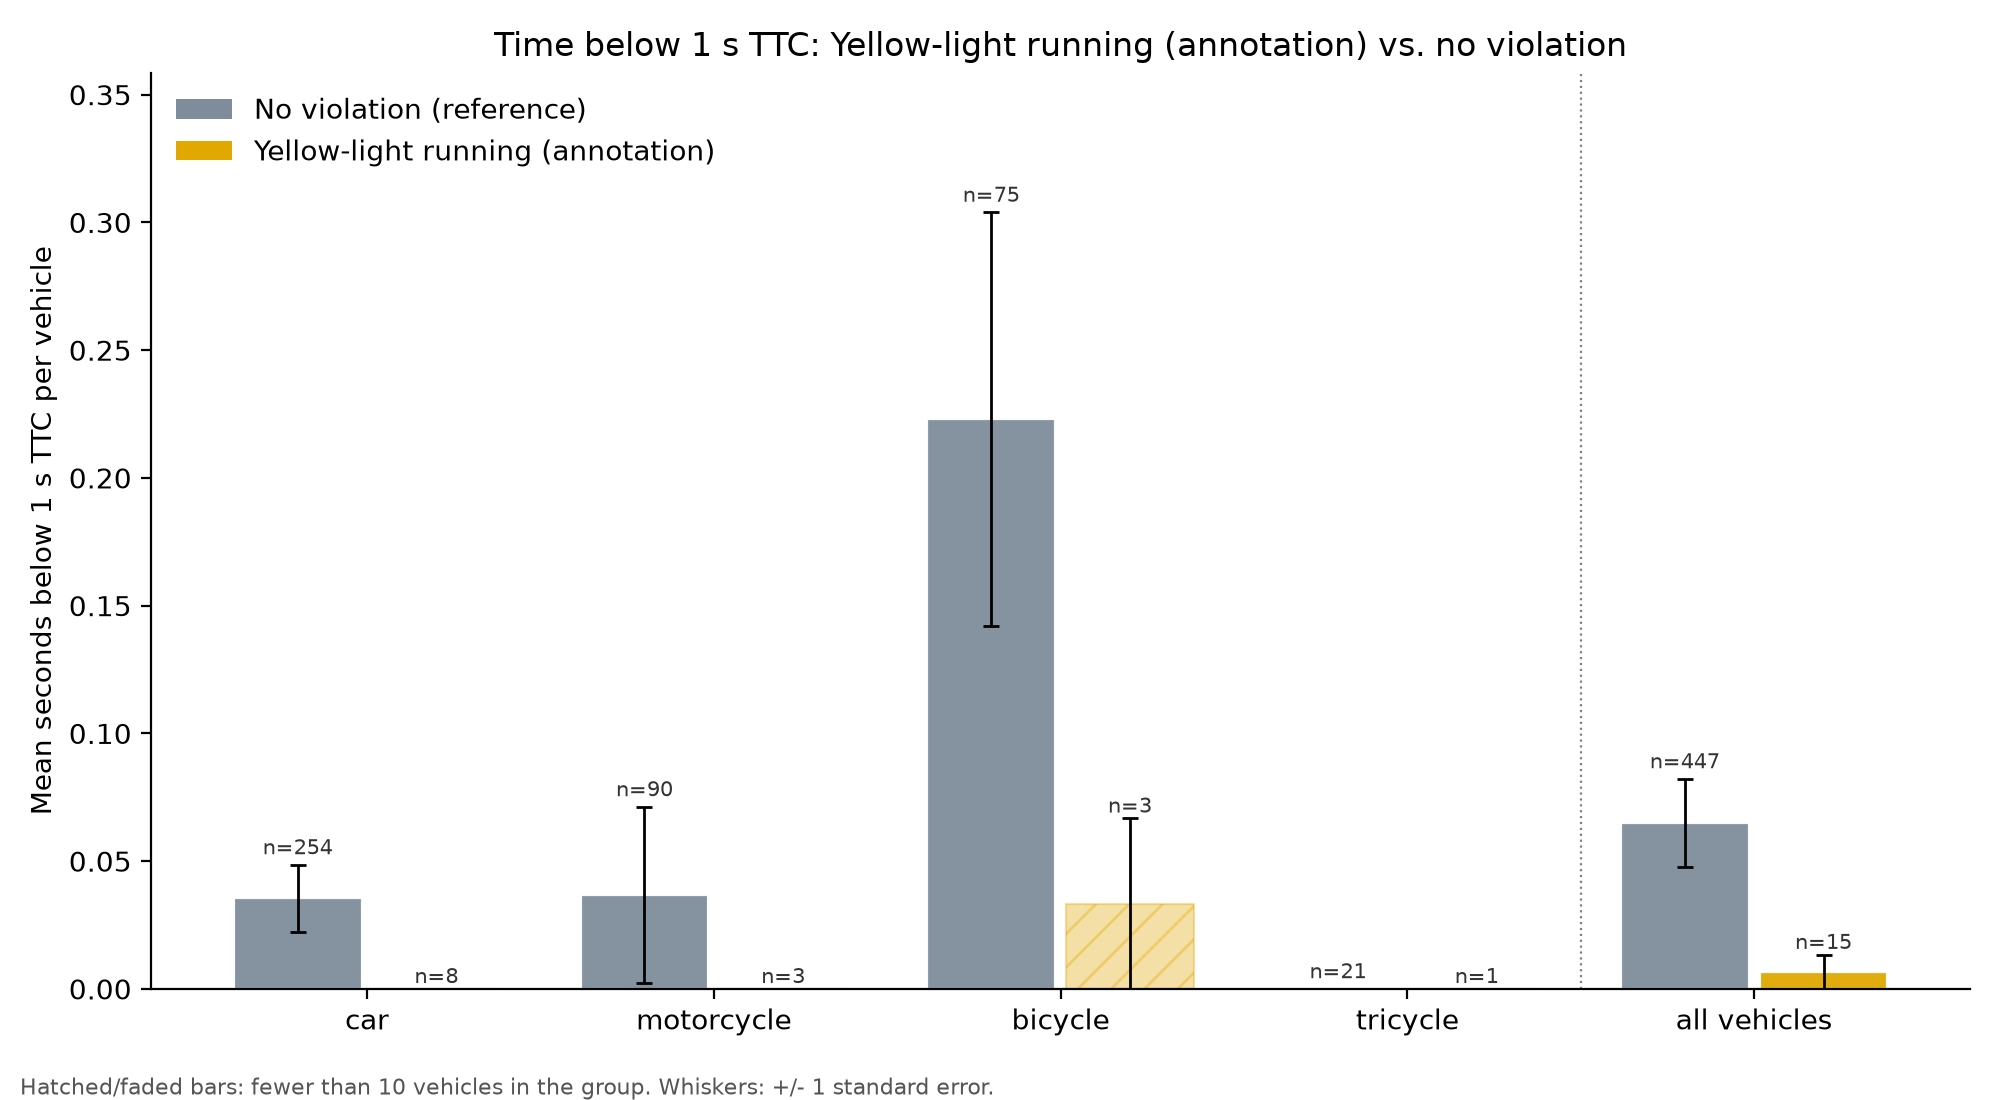 Time below 1 s TTC: Yellow-light running (annotation) vs. no violation
No violation (reference)
Yellow-light running (annotation)
Mean seconds below 1 s TTC per vehicle
0.35
0.30
0.25
0.20
0.15
0.10
0.05
0.00
n=254
n=8
n=90
n=3
n=75
n=3
n=21
n=1
n=447
n=15
car
motorcycle
bicycle
tricycle
all vehicles
Hatched/faded bars: fewer than 10 vehicles in the group. Whiskers: +/- 1 standard error.